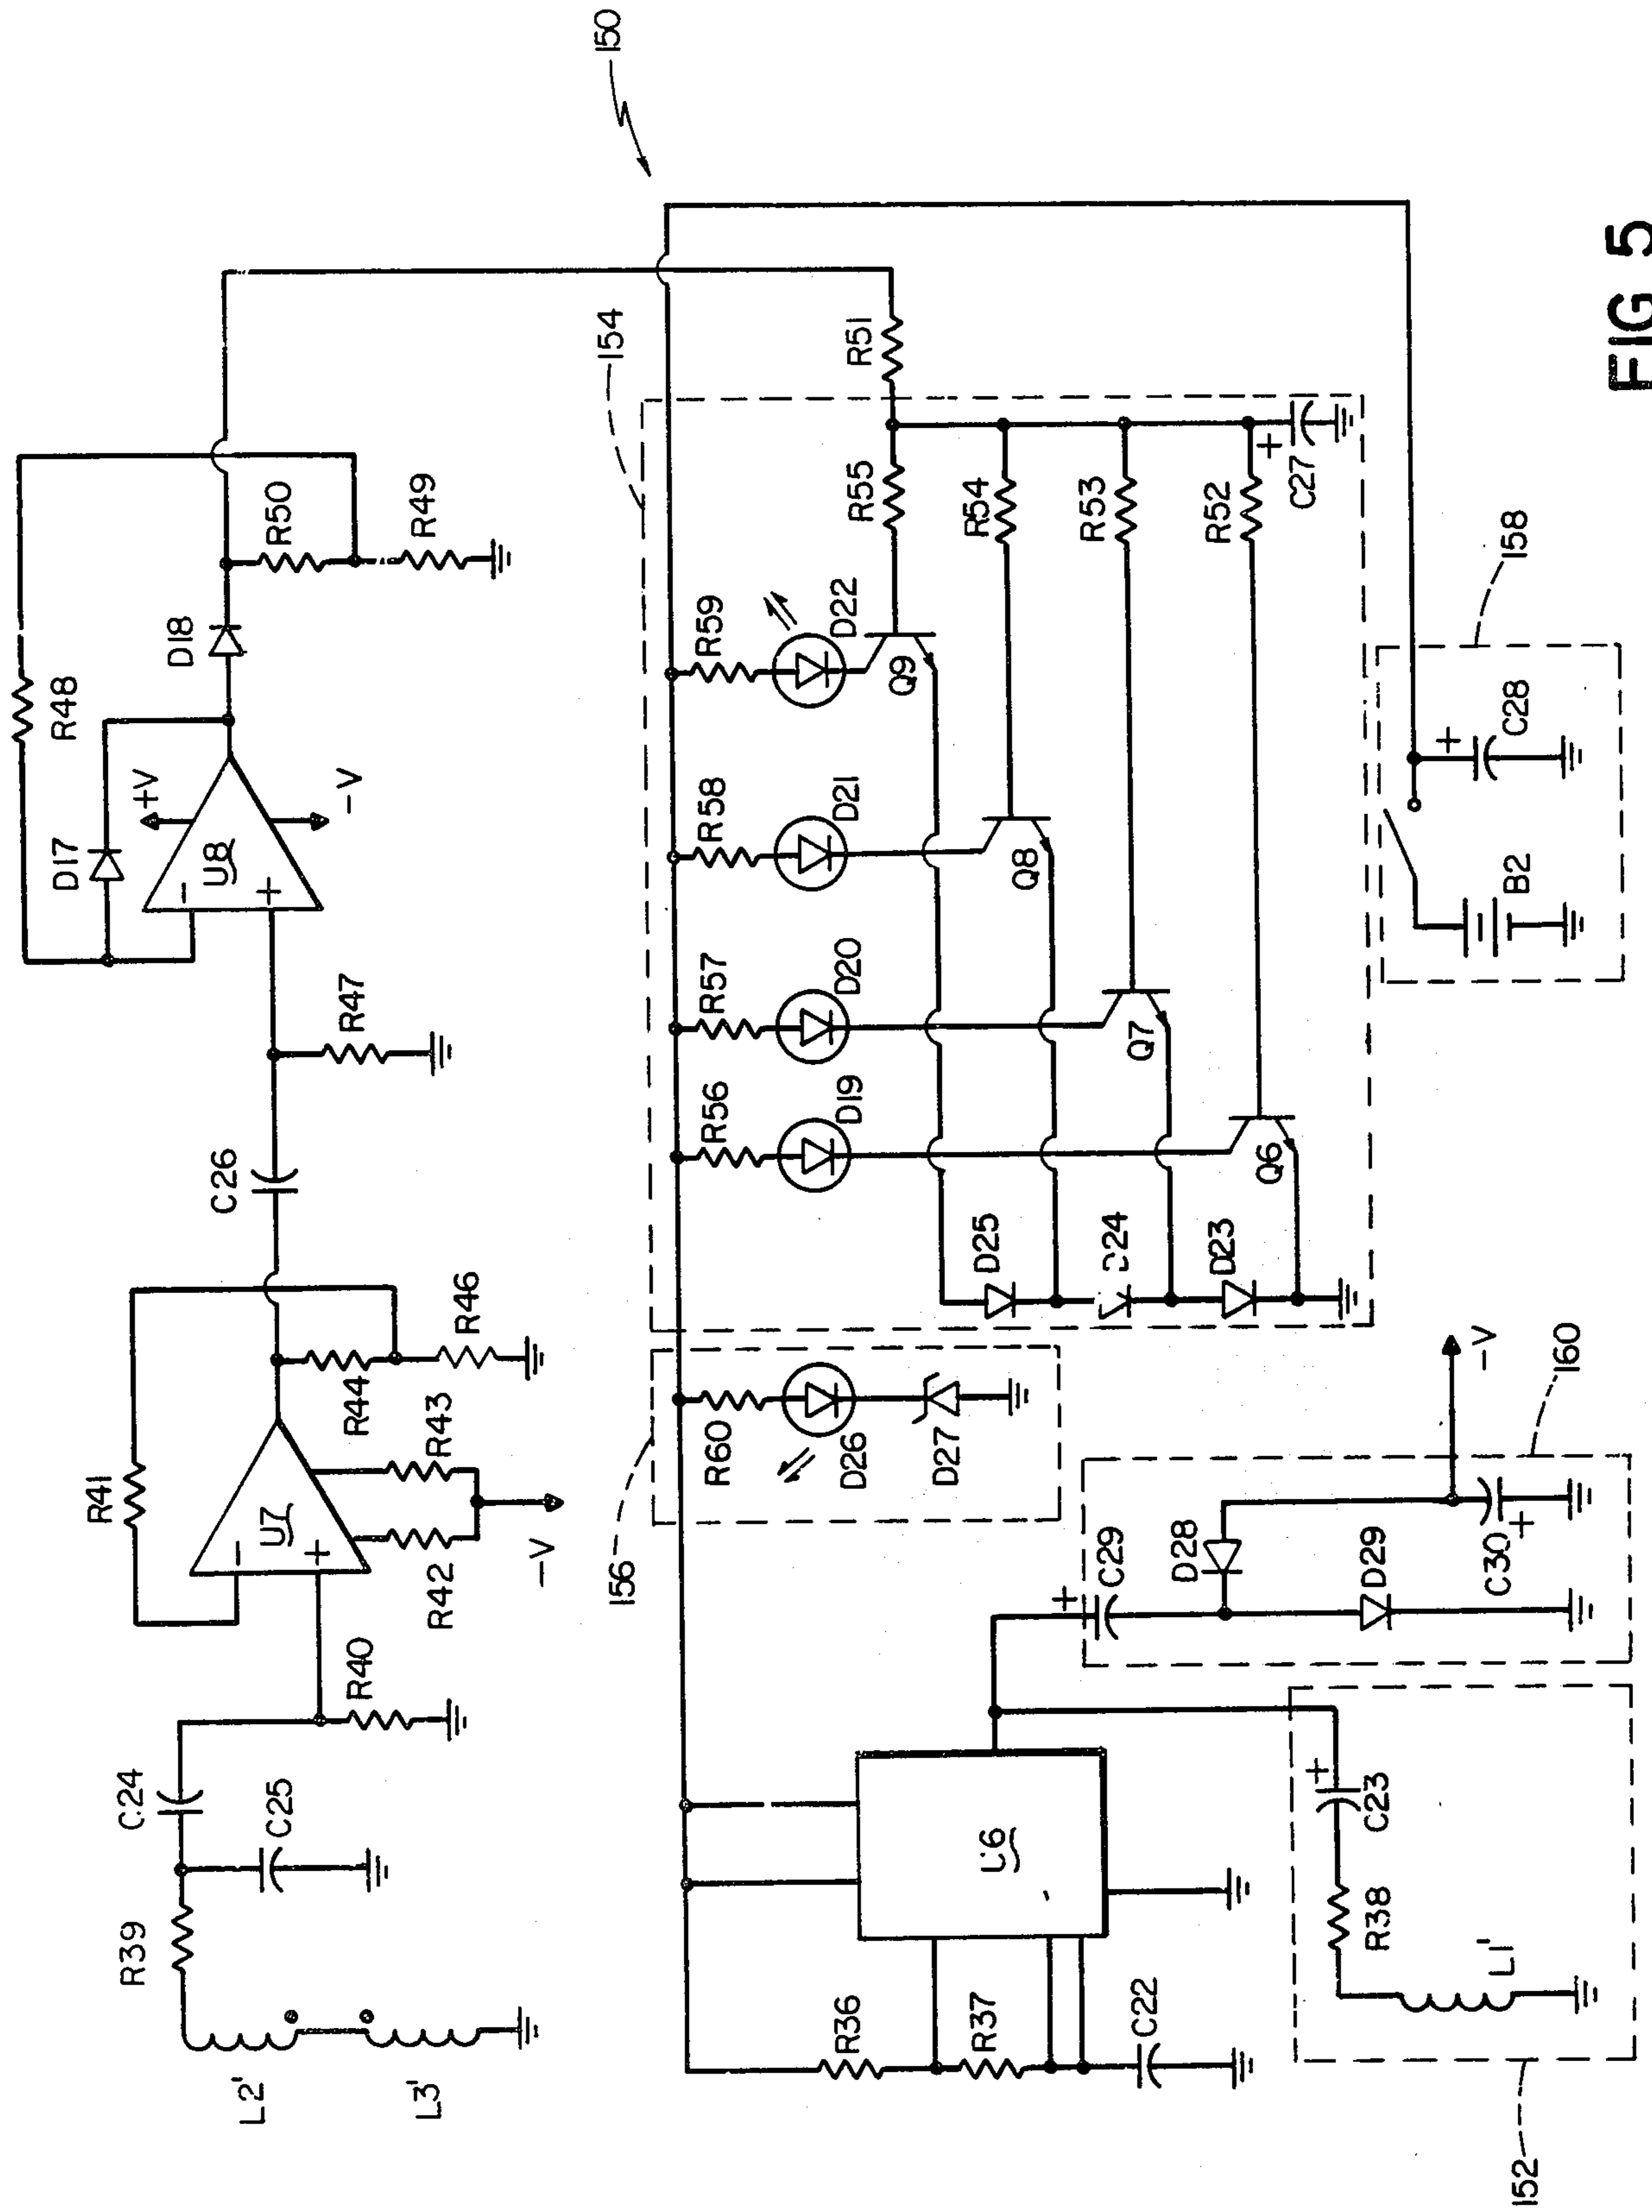 150
L2'
L3'
R39
C24
C25
R40
R41
U7
-
+
R42
R43
-V
R44
R46
C26
R47
D17
U8
-
+
+V
-V
R48
D18
R50
R49
154
R51
R56
R57
R58
R59
D19
D20
D21
D22
Q9
R55
Q8
R54
Q7
R53
Q6
R52
+
C27
D25
D24
D23
156
R60
D26
D27
158
B2
+
C28
U6
R36
R37
C22
160
+
C29
D28
D29
C30
+
-V
152
L1'
R38
+
C23
FIG 5